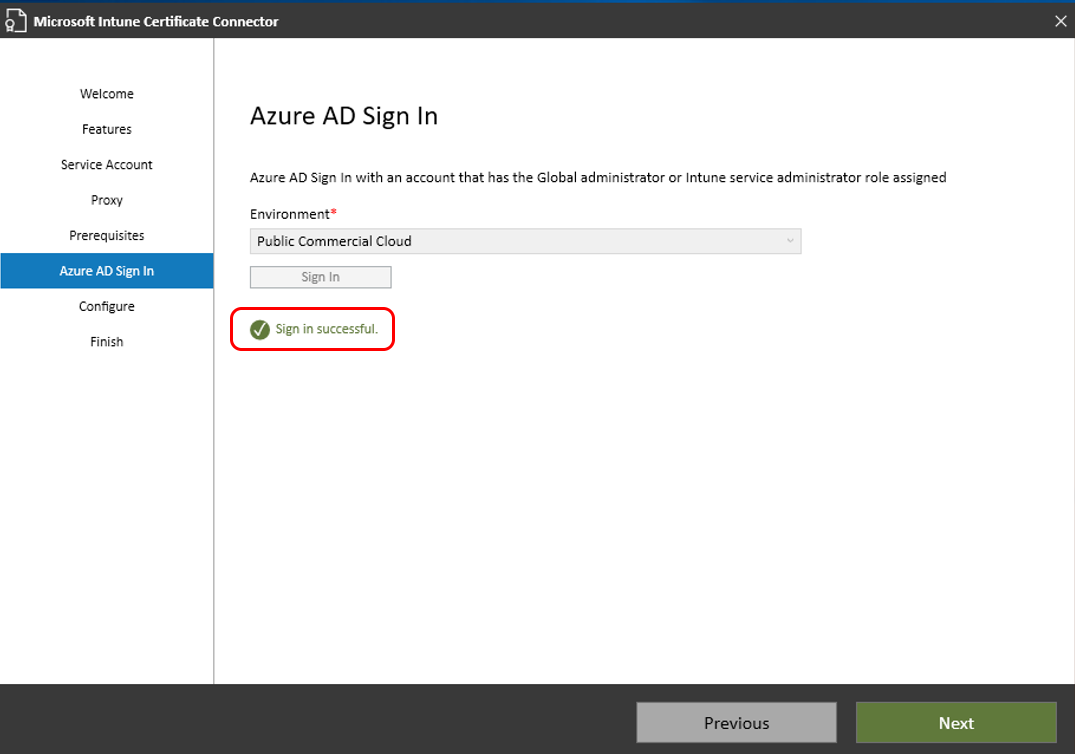 Microsoft Intune Certificate Connector
Welcome
Features
Service Account
Proxy
Prerequisites
Azure AD Sign In
Configure
Finish
Azure AD Sign In
Azure AD Sign In with an account that has the Global administrator or Intune service administrator role assigned
Environment*
Public Commercial Cloud
Sign In
Sign in successful.
Previous
Next